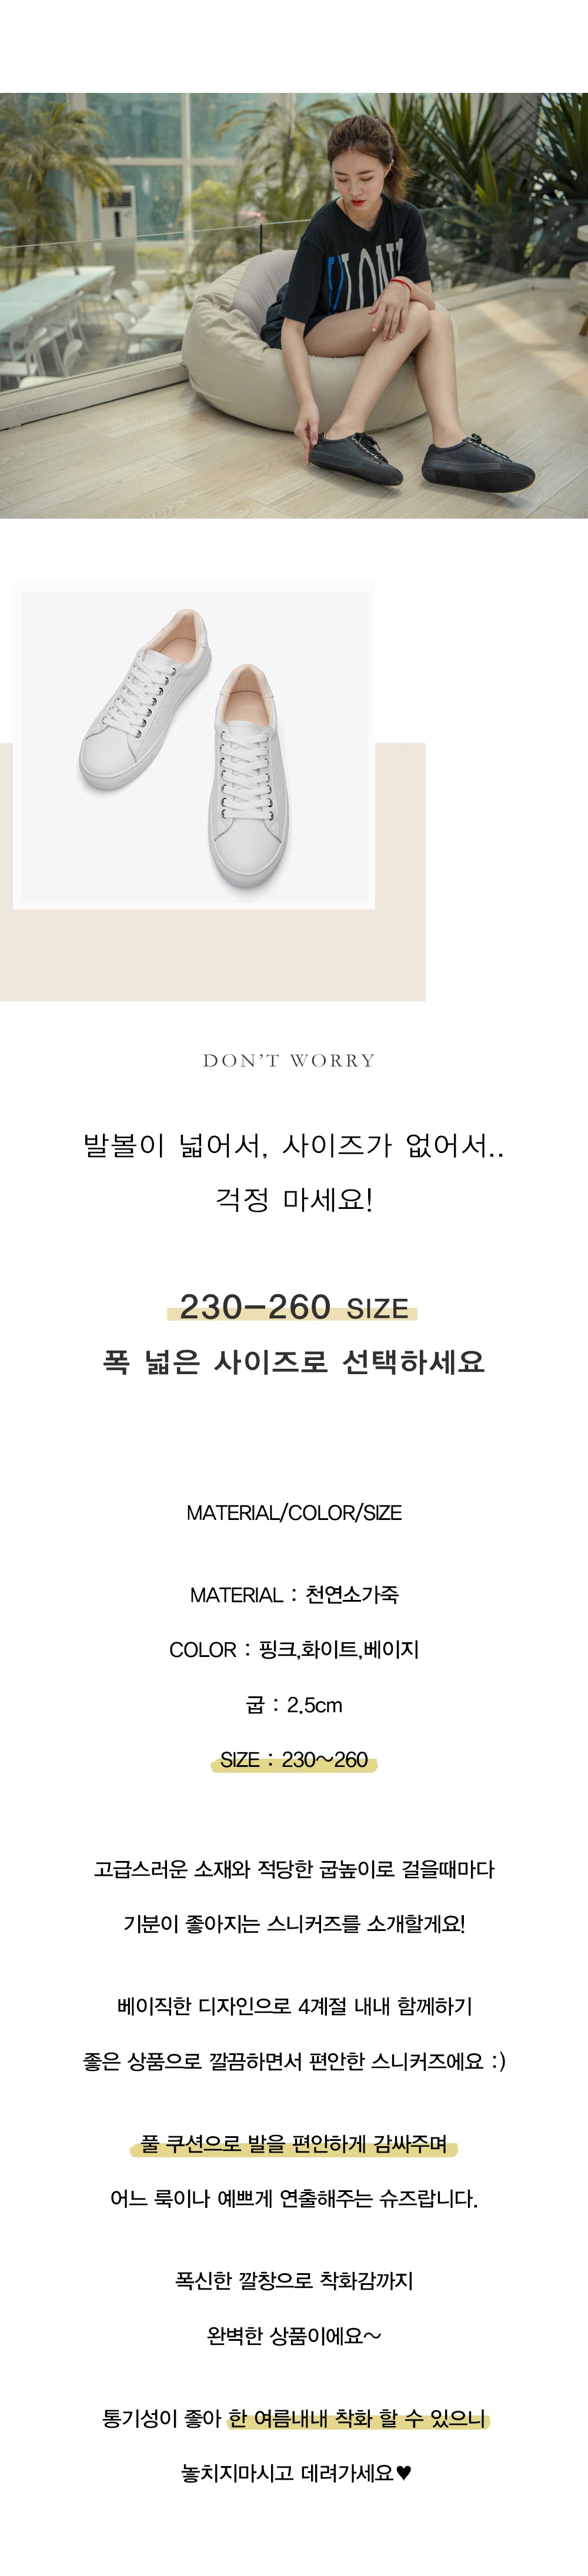 DON'T WORRY
발볼이 넓어서, 사이즈가 없어서..
걱정 마세요!
230-260 SIZE
폭 넓은 사이즈로 선택하세요
MATERIAL/COLOR/SIZE
MATERIAL : 천연소가죽
COLOR : 핑크,화이트,베이지
굽 : 2.5cm
SIZE : 230~260
고급스러운 소재와 적당한 굽높이로 걸을때마다
기분이 좋아지는 스니커즈를 소개할게요!
베이직한 디자인으로 4계절 내내 함께하기
좋은 상품으로 깔끔하면서 편안한 스니커즈에요 :)
풀 쿠션으로 발을 편안하게 감싸주며
어느 룩이나 예쁘게 연출해주는 슈즈랍니다.
폭신한 깔창으로 착화감까지
완벽한 상품이에요~
통기성이 좋아 한 여름내내 착화 할 수 있으니
놓치지마시고 데려가세요♥